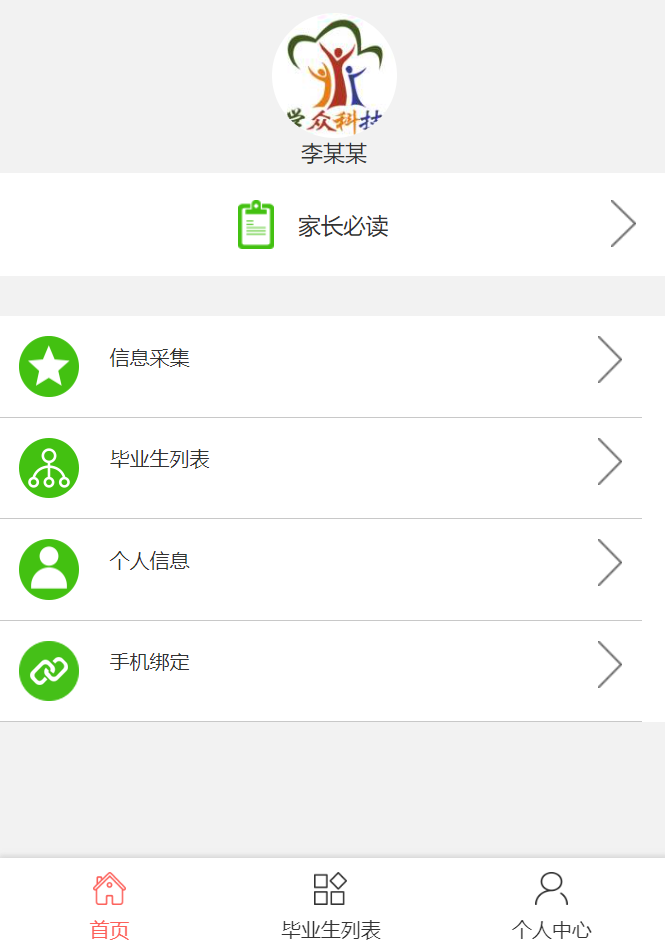 兴众科技
李某某
家长必读
信息采集
毕业生列表
个人信息
手机绑定
首页
毕业生列表
个人中心